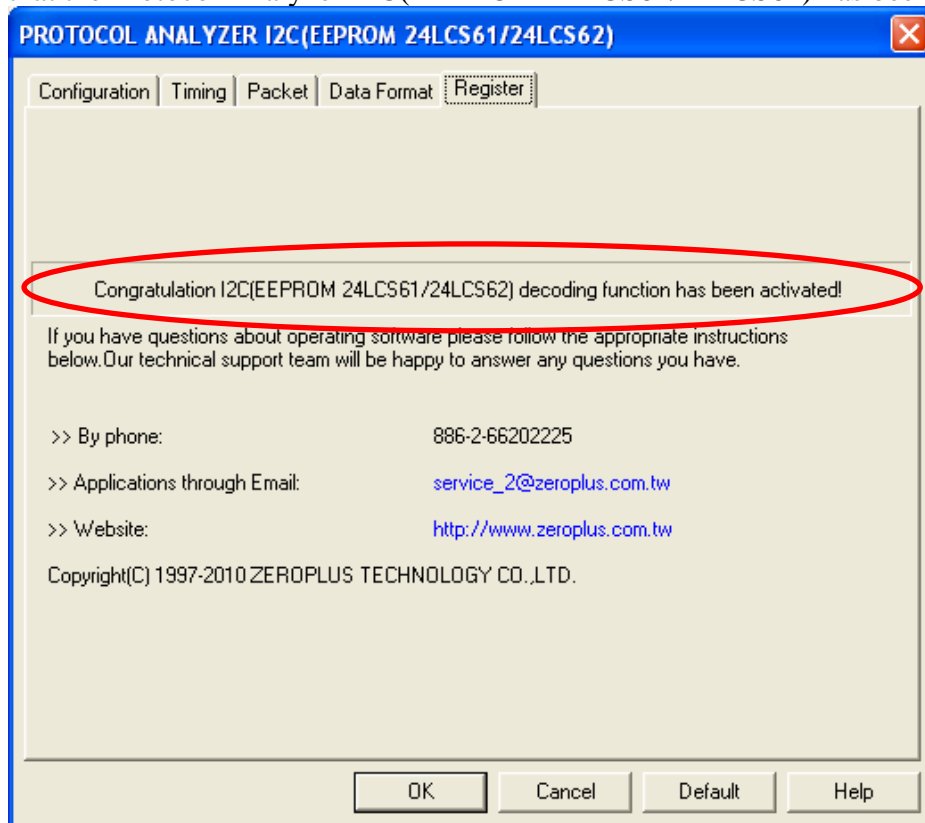 PROTOCOL ANALYZER I2C(EEPROM 24LCS61/24LCS62)
Configuration Timing Packet Data Format Register
Congratulation I2C(EEPROM 24LCS61/24LCS62) decoding function has been activated!
If you have questions about operating software please follow the appropriate instructions
below.Our technical support team will be happy to answer any questions you have.
>> By phone: 886-2-66202225
>> Applications through Email: service_2@zeroplus.com.tw
>> Website: http://www.zeroplus.com.tw
Copyright(C) 1997-2010 ZEROPLUS TECHNOLOGY CO.,LTD.
OK Cancel Default Help